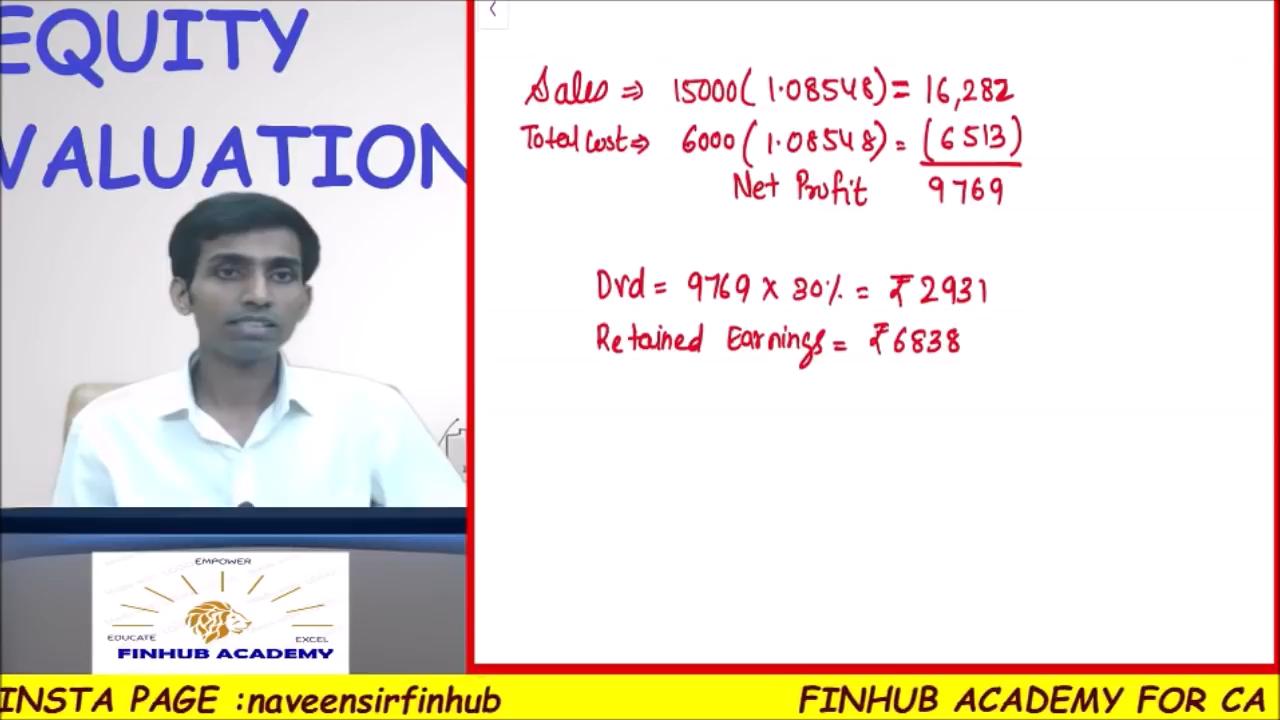 EQUITY
VALUATION
Sales ⇒ 15000(1.08548) = 16,282
Total Cost ⇒ 6000(1.08548) = (6513)
Net Profit 9769
Dvd = 9769 x 30% = ₹2931
Retained Earnings = ₹6838
EMPOWER
EDUCATE EXCEL
FINHUB ACADEMY
INSTA PAGE :naveensirfinhub FINHUB ACADEMY FOR CA